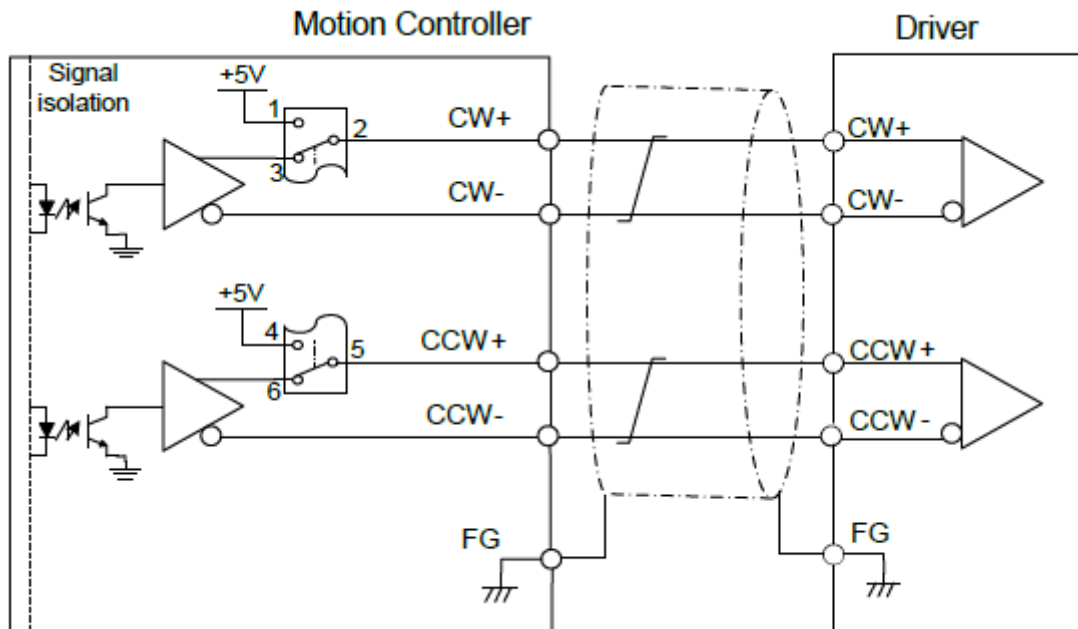 Motion Controller
Driver
Signal
isolation
+5V
1
2
3
CW+
CW+
CW-
CW-
+5V
4
5
6
CCW+
CCW+
CCW-
CCW -
FG
FG